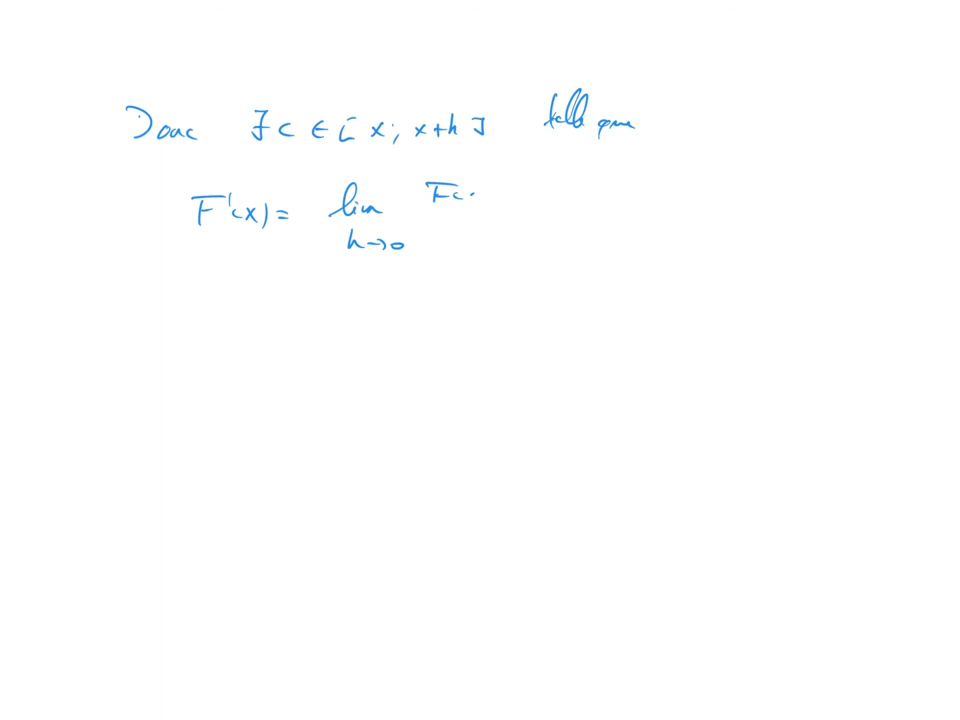 Donc ∃ c ∈ [ x ; x+h ] telle que
F'(x) = lim F(
h→0